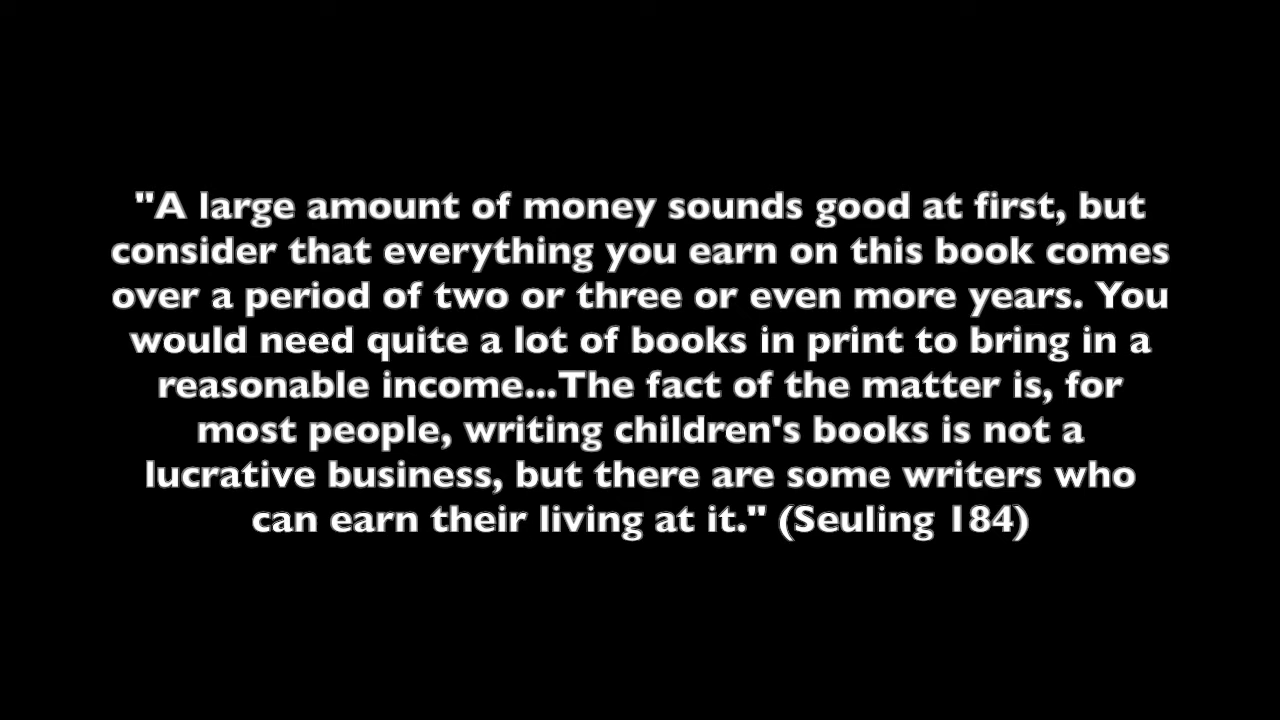 "A large amount of money sounds good at first, but
consider that everything you earn on this book comes
over a period of two or three or even more years. You
would need quite a lot of books in print to bring in a
reasonable income...The fact of the matter is, for
most people, writing children's books is not a
lucrative business, but there are some writers who
can earn their living at it." (Seuling 184)